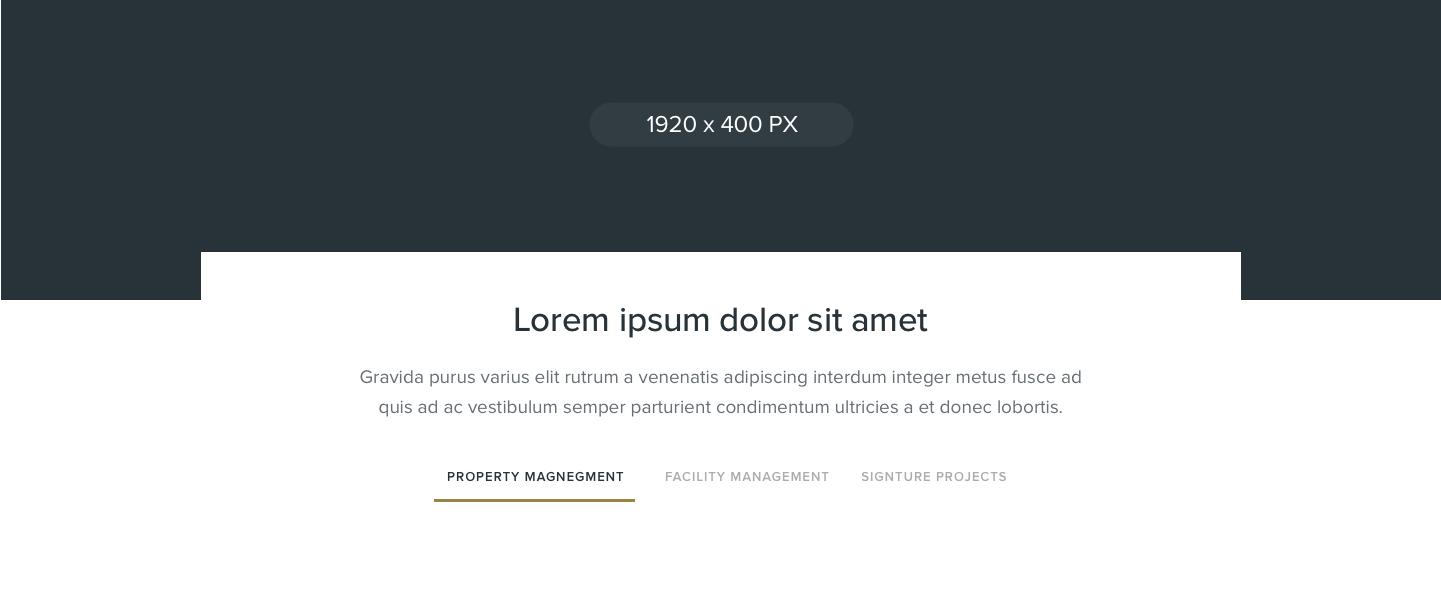 1920 x 400 PX
Lorem ipsum dolor sit amet
Gravida purus varius elit rutrum a venenatis adipiscing interdum integer metus fusce ad
quis ad ac vestibulum semper parturient condimentum ultricies a et donec lobortis.
PROPERTY MAGNEGMENT FACILITY MANAGEMENT SIGNTURE PROJECTS